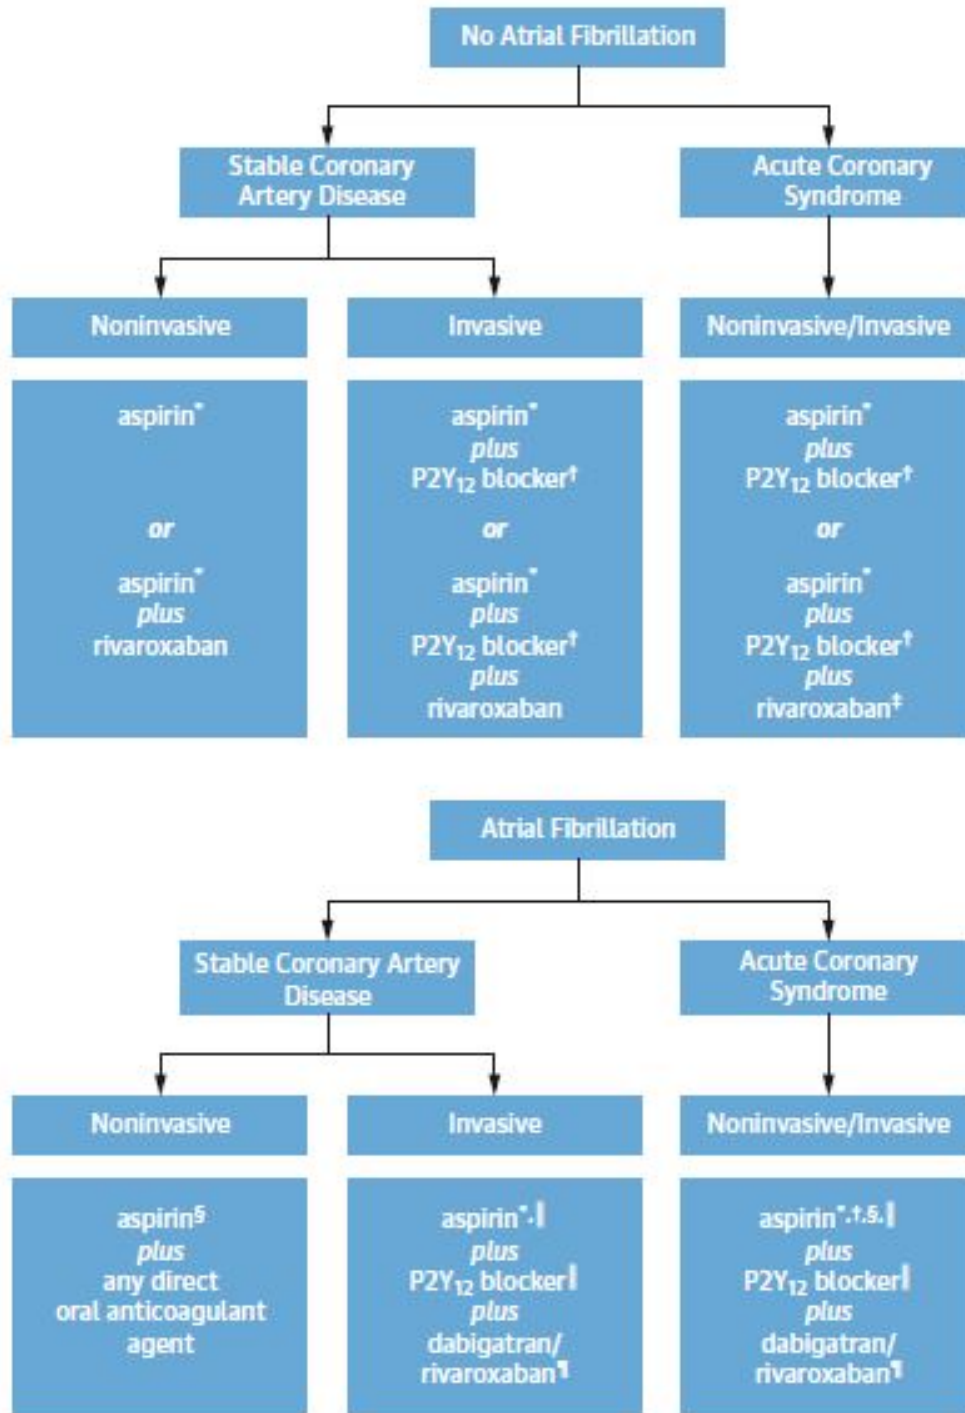 No Atrial Fibrillation
Stable Coronary
Artery Disease
Acute Coronary
Syndrome
Noninvasive
Invasive
Noninvasive/Invasive
aspirin*
or
aspirin*
plus
rivaroxaban
aspirin*
plus
P2Y₁₂ blocker†
or
aspirin*
plus
P2Y₁₂ blocker†
plus
rivaroxaban
aspirin*
plus
P2Y₁₂ blocker†
or
aspirin*
plus
P2Y₁₂ blocker†
plus
rivaroxaban‡
Atrial Fibrillation
Stable Coronary Artery
Disease
Acute Coronary
Syndrome
Noninvasive
Invasive
Noninvasive/Invasive
aspirin§
plus
any direct
oral anticoagulant
agent
aspirin*,‖
plus
P2Y₁₂ blocker‖
plus
dabigatran/
rivaroxaban¶
aspirin*,†,§,‖
plus
P2Y₁₂ blocker‖
plus
dabigatran/
rivaroxaban¶